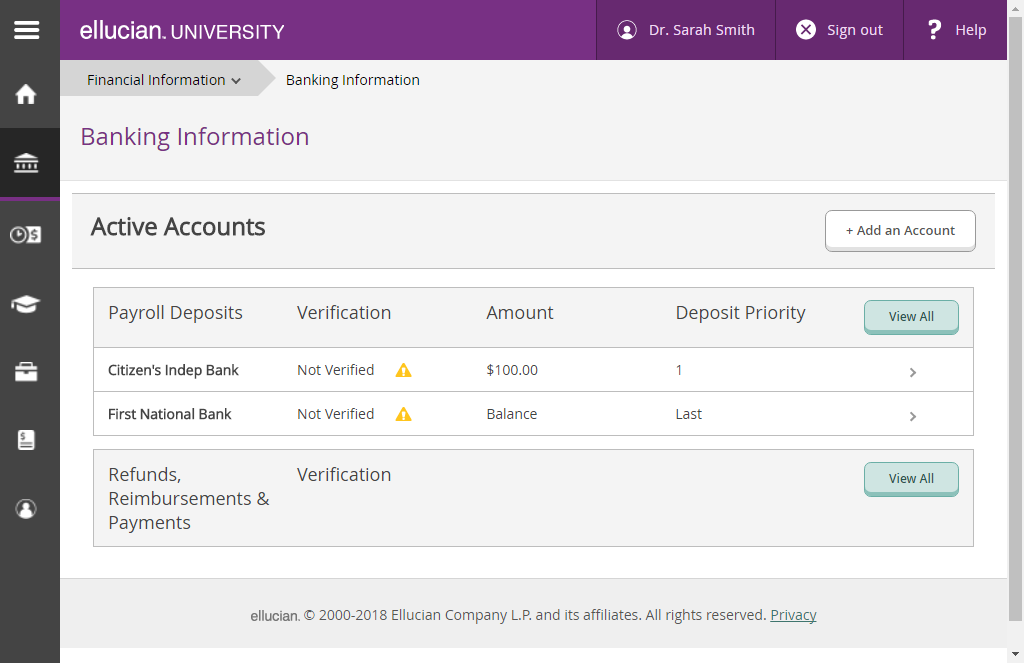 ellucian. UNIVERSITY
Dr. Sarah Smith
Sign out
? Help
Financial Information
Banking Information
Banking Information
Active Accounts
+ Add an Account
Payroll Deposits Verification Amount Deposit Priority View All
Citizen's Indep Bank Not Verified $100.00 1
First National Bank Not Verified Balance Last
Refunds, Verification View All
Reimbursements &
Payments
ellucian. © 2000-2018 Ellucian Company L.P. and its affiliates. All rights reserved. Privacy